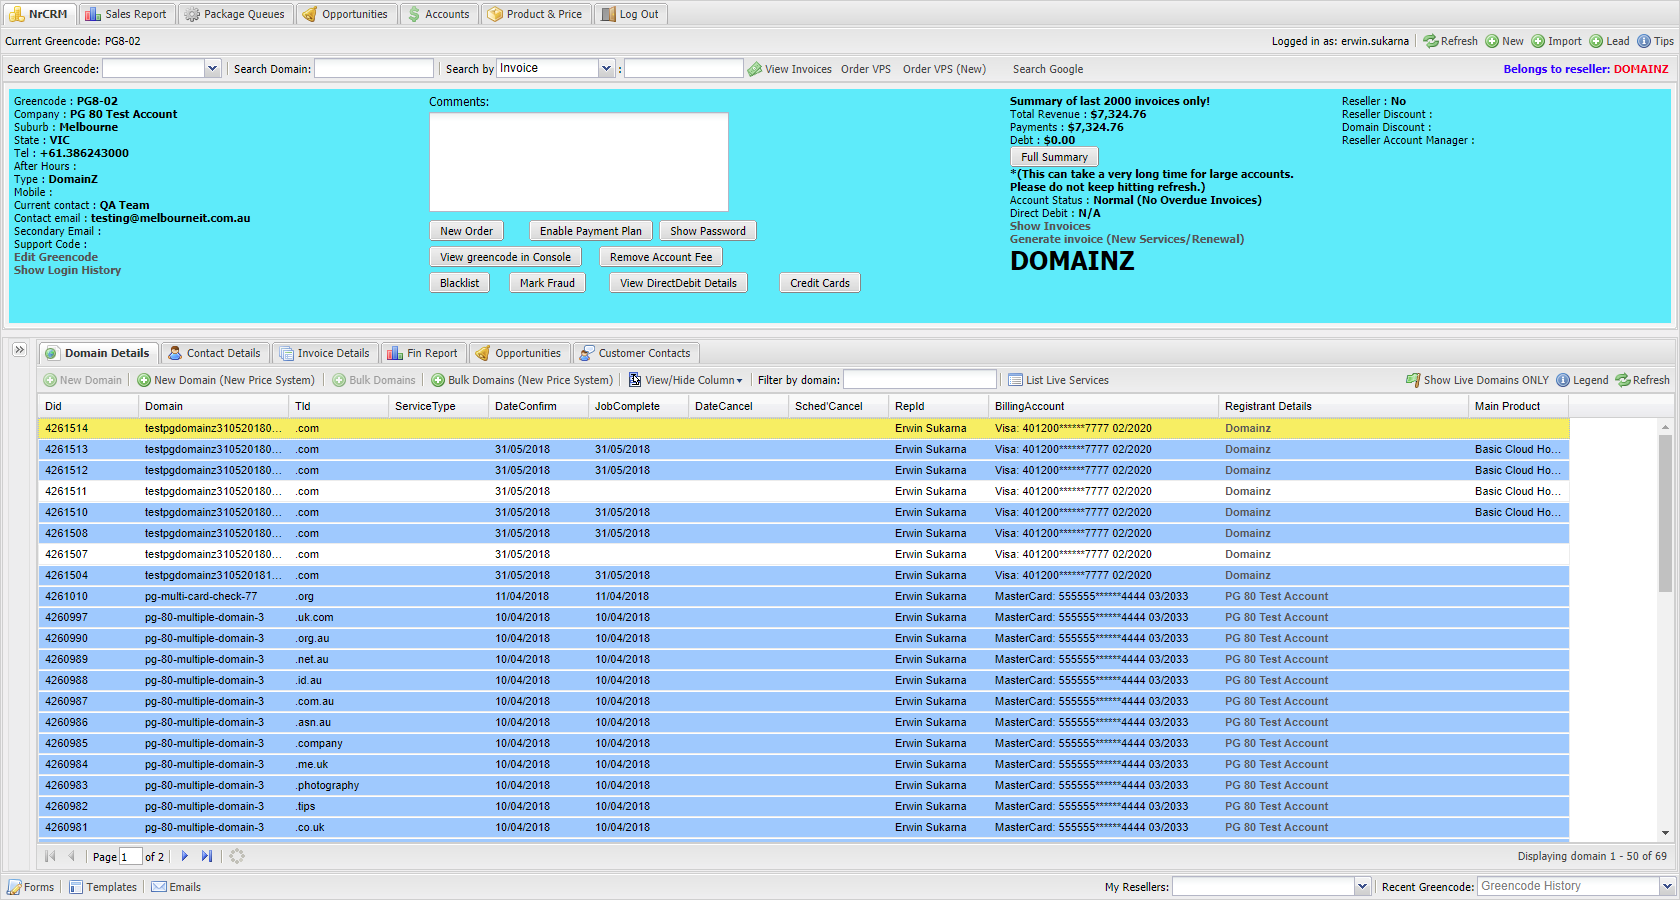 NrCRM Sales Report Package Queues Opportunities Accounts Product & Price Log Out
Current Greencode: PG8-02 Logged in as: erwin.sukarna Refresh New Import Lead Tips
Search Greencode: Search Domain: Search by Invoice : View Invoices Order VPS Order VPS (New) Search Google Belongs to reseller: DOMAINZ
Greencode : PG8-02
Company : PG 80 Test Account
Suburb : Melbourne
State : VIC
Tel : +61.386243000
After Hours :
Type : DomainZ
Mobile :
Current contact : QA Team
Contact email : testing@melbourneit.com.au
Secondary Email :
Support Code :
Edit Greencode
Show Login History
Comments:
New Order Enable Payment Plan Show Password
View greencode in Console Remove Account Fee
Blacklist Mark Fraud View DirectDebit Details Credit Cards
Summary of last 2000 invoices only!
Total Revenue : $7,324.76
Payments : $7,324.76
Debt : $0.00
Full Summary
*(This can take a very long time for large accounts.
Please do not keep hitting refresh.)
Account Status : Normal (No Overdue Invoices)
Direct Debit : N/A
Show Invoices
Generate invoice (New Services/Renewal)
DOMAINZ
Reseller : No
Reseller Discount :
Domain Discount :
Reseller Account Manager :
Domain Details Contact Details Invoice Details Fin Report Opportunities Customer Contacts
New Domain New Domain (New Price System) Bulk Domains Bulk Domains (New Price System) View/Hide Column Filter by domain: List Live Services Show Live Domains ONLY Legend Refresh
Did Domain Tld ServiceType DateConfirm JobComplete DateCancel Sched'Cancel RepId BillingAccount Registrant Details Main Product
4261514 testpgdomainz310520180... .com Erwin Sukarna Visa: 401200******7777 02/2020 Domainz
4261513 testpgdomainz310520180... .com 31/05/2018 31/05/2018 Erwin Sukarna Visa: 401200******7777 02/2020 Domainz Basic Cloud Ho...
4261512 testpgdomainz310520180... .com 31/05/2018 31/05/2018 Erwin Sukarna Visa: 401200******7777 02/2020 Domainz Basic Cloud Ho...
4261511 testpgdomainz310520180... .com 31/05/2018 Erwin Sukarna Visa: 401200******7777 02/2020 Domainz Basic Cloud Ho...
4261510 testpgdomainz310520180... .com 31/05/2018 31/05/2018 Erwin Sukarna Visa: 401200******7777 02/2020 Domainz Basic Cloud Ho...
4261508 testpgdomainz310520180... .com 31/05/2018 31/05/2018 Erwin Sukarna Visa: 401200******7777 02/2020 Domainz
4261507 testpgdomainz310520180... .com 31/05/2018 Erwin Sukarna Visa: 401200******7777 02/2020 Domainz
4261504 testpgdomainz310520181... .com 31/05/2018 31/05/2018 Erwin Sukarna Visa: 401200******7777 02/2020 Domainz
4261010 pg-multi-card-check-77 .org 11/04/2018 11/04/2018 Erwin Sukarna MasterCard: 555555******4444 03/2033 PG 80 Test Account
4260997 pg-80-multiple-domain-3 .uk.com 10/04/2018 10/04/2018 Erwin Sukarna MasterCard: 555555******4444 03/2033 PG 80 Test Account
4260990 pg-80-multiple-domain-3 .org.au 10/04/2018 10/04/2018 Erwin Sukarna MasterCard: 555555******4444 03/2033 PG 80 Test Account
4260989 pg-80-multiple-domain-3 .net.au 10/04/2018 10/04/2018 Erwin Sukarna MasterCard: 555555******4444 03/2033 PG 80 Test Account
4260988 pg-80-multiple-domain-3 .id.au 10/04/2018 10/04/2018 Erwin Sukarna MasterCard: 555555******4444 03/2033 PG 80 Test Account
4260987 pg-80-multiple-domain-3 .com.au 10/04/2018 10/04/2018 Erwin Sukarna MasterCard: 555555******4444 03/2033 PG 80 Test Account
4260986 pg-80-multiple-domain-3 .asn.au 10/04/2018 10/04/2018 Erwin Sukarna MasterCard: 555555******4444 03/2033 PG 80 Test Account
4260985 pg-80-multiple-domain-3 .company 10/04/2018 10/04/2018 Erwin Sukarna MasterCard: 555555******4444 03/2033 PG 80 Test Account
4260984 pg-80-multiple-domain-3 .me.uk 10/04/2018 10/04/2018 Erwin Sukarna MasterCard: 555555******4444 03/2033 PG 80 Test Account
4260983 pg-80-multiple-domain-3 .photography 10/04/2018 10/04/2018 Erwin Sukarna MasterCard: 555555******4444 03/2033 PG 80 Test Account
4260982 pg-80-multiple-domain-3 .tips 10/04/2018 10/04/2018 Erwin Sukarna MasterCard: 555555******4444 03/2033 PG 80 Test Account
4260981 pg-80-multiple-domain-3 .co.uk 10/04/2018 10/04/2018 Erwin Sukarna MasterCard: 555555******4444 03/2033 PG 80 Test Account
Page 1 of 2 Displaying domain 1 - 50 of 69
Forms Templates Emails My Resellers: Recent Greencode: Greencode History